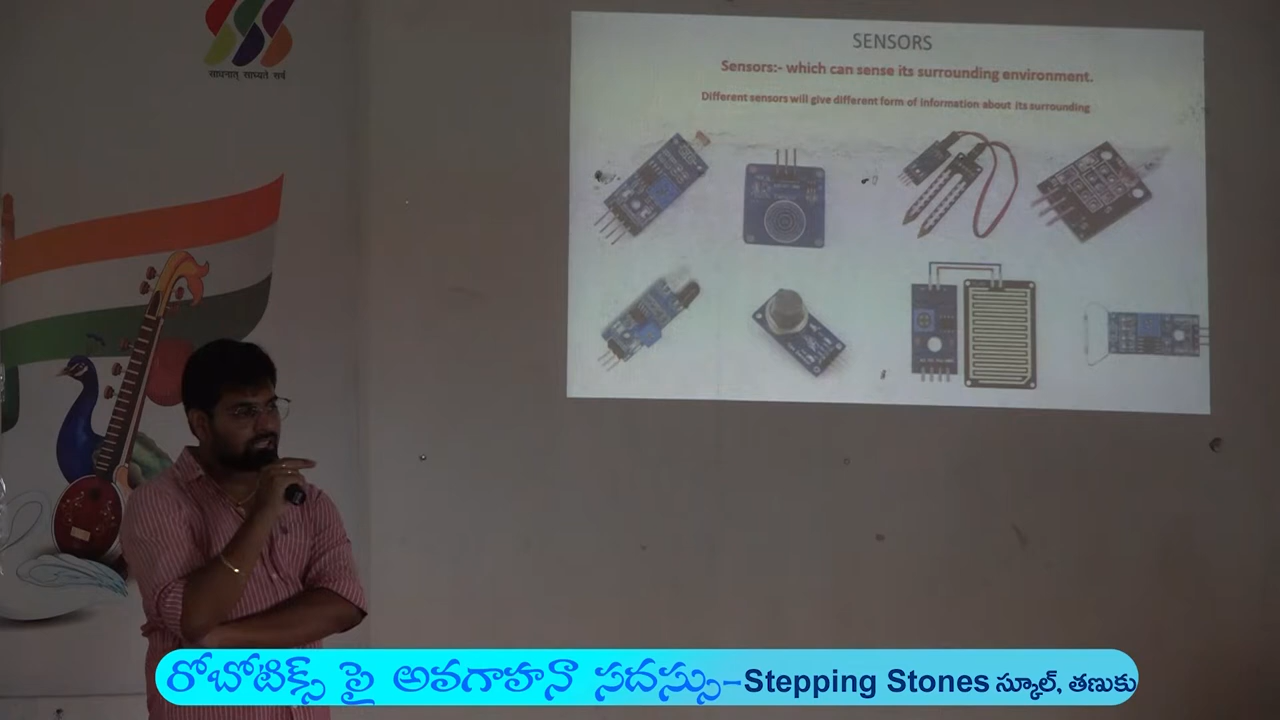 साधनात् साध्यते सर्व
SENSORS
Sensors:- which can sense its surrounding environment.
Different sensors will give different form of information about its surrounding
రోబోటిక్స్ పై అవగాహనా సదస్సు-Stepping Stones స్కూల్, తణుకు